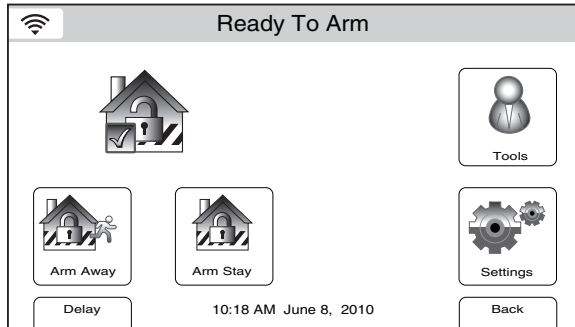 Ready To Arm
Tools
Arm Away
Arm Stay
Settings
Delay
10:18 AM June 8, 2010
Back